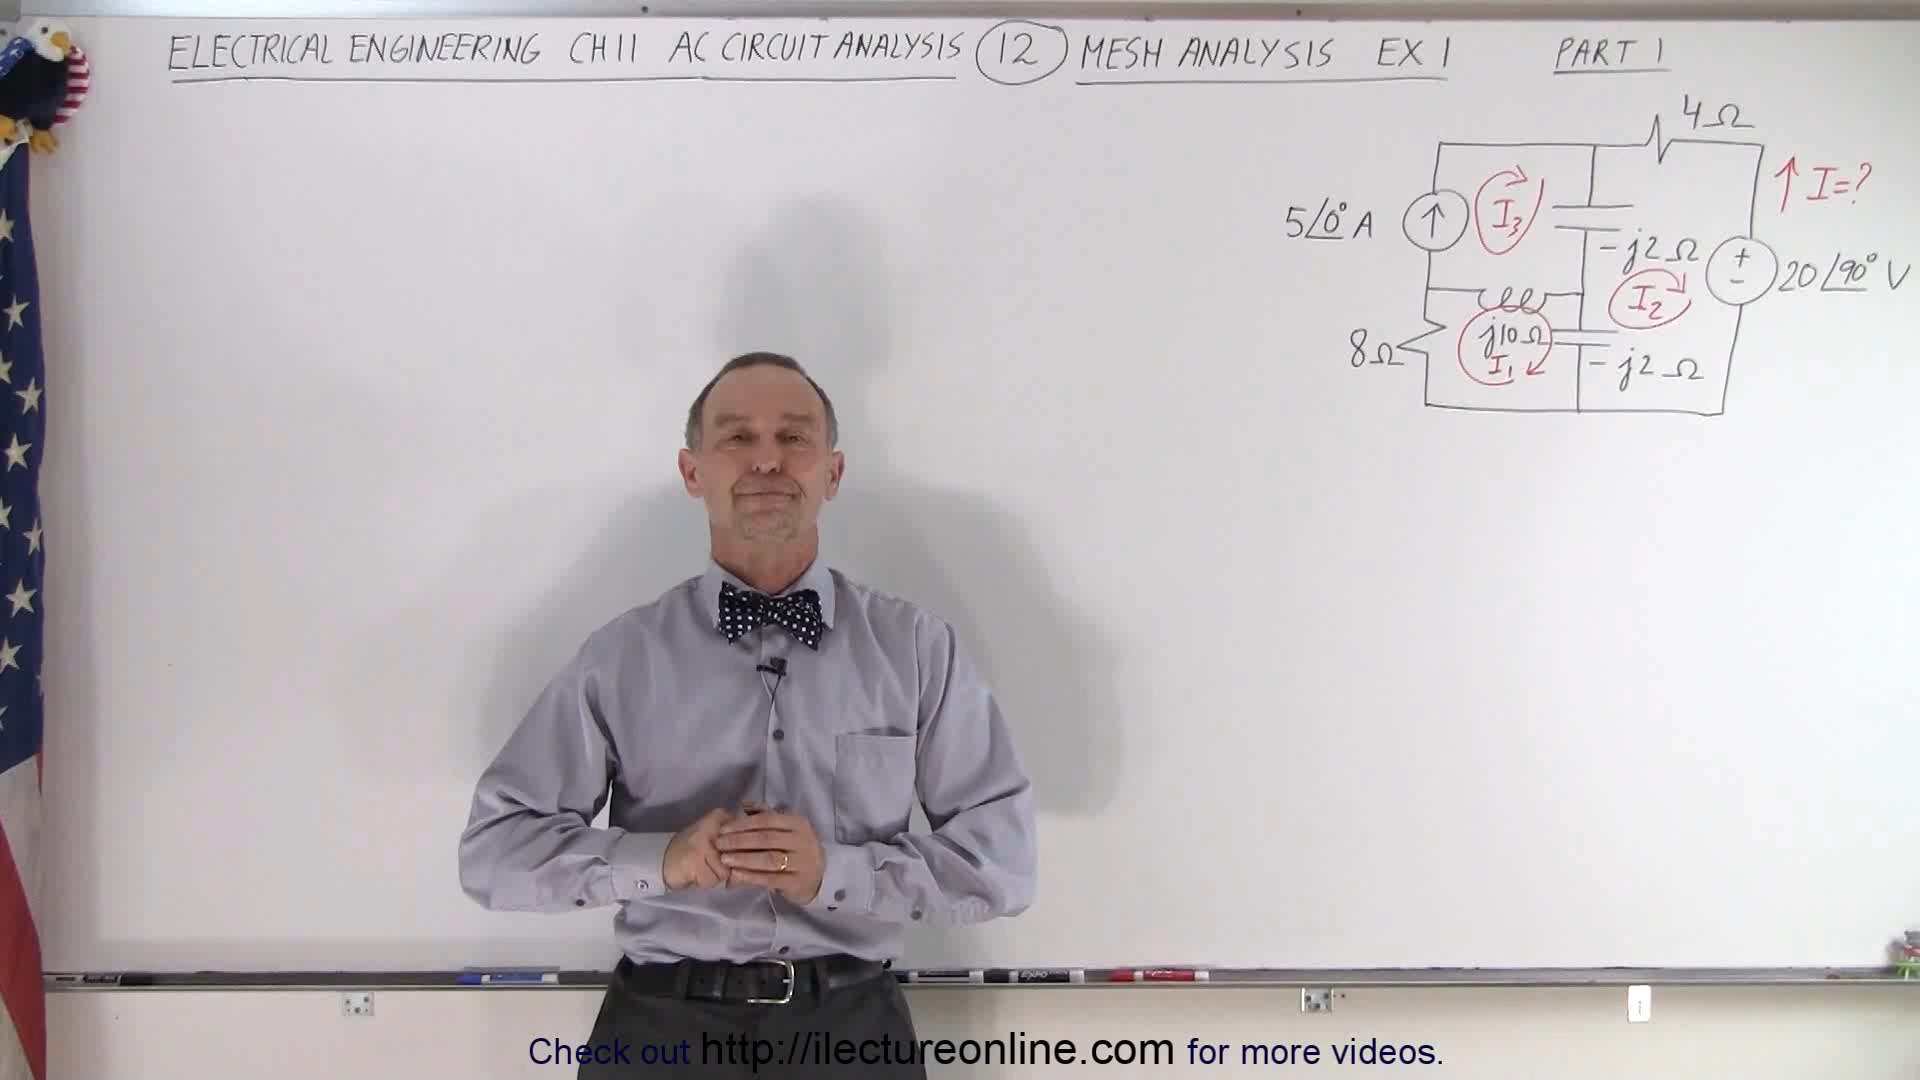 ELECTRICAL ENGINEERING CH 11 AC CIRCUIT ANALYSIS 12 MESH ANALYSIS EX 1 PART 1
4Ω
↑ I=?
5∠0° A
↑
I3
-j2 Ω
+
-
20∠90° V
I2
8Ω
j10 Ω
I1
-j2 Ω
Check out http://ilectureonline.com for more videos.